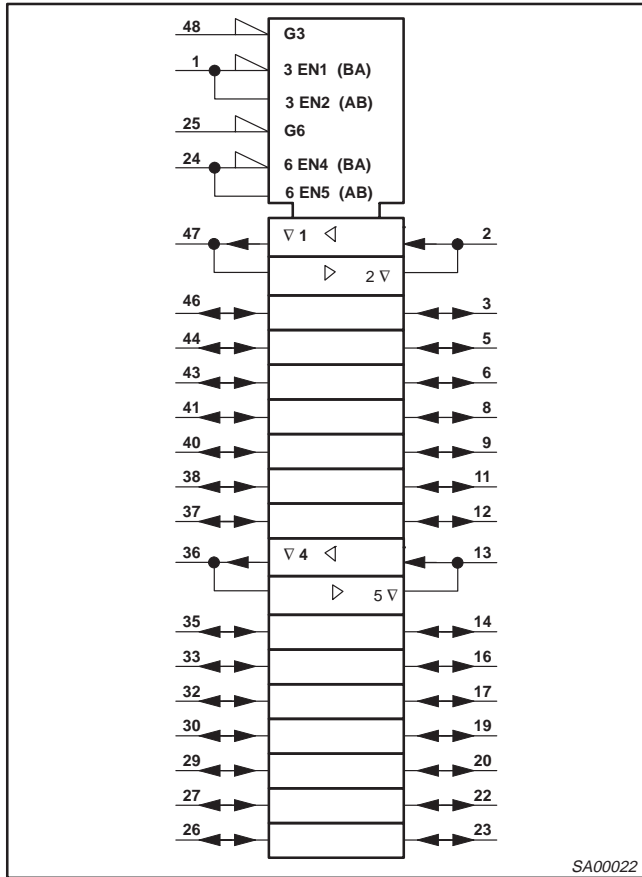 48 G3
1 3 EN1 (BA)
3 EN2 (AB)
25 G6
24 6 EN4 (BA)
6 EN5 (AB)
47 ∇ 1 ◁ 2
▷ 2 ∇
46 3
44 5
43 6
41 8
40 9
38 11
37 12
36 ∇ 4 ◁ 13
▷ 5 ∇
35 14
33 16
32 17
30 19
29 20
27 22
26 23
SA00022